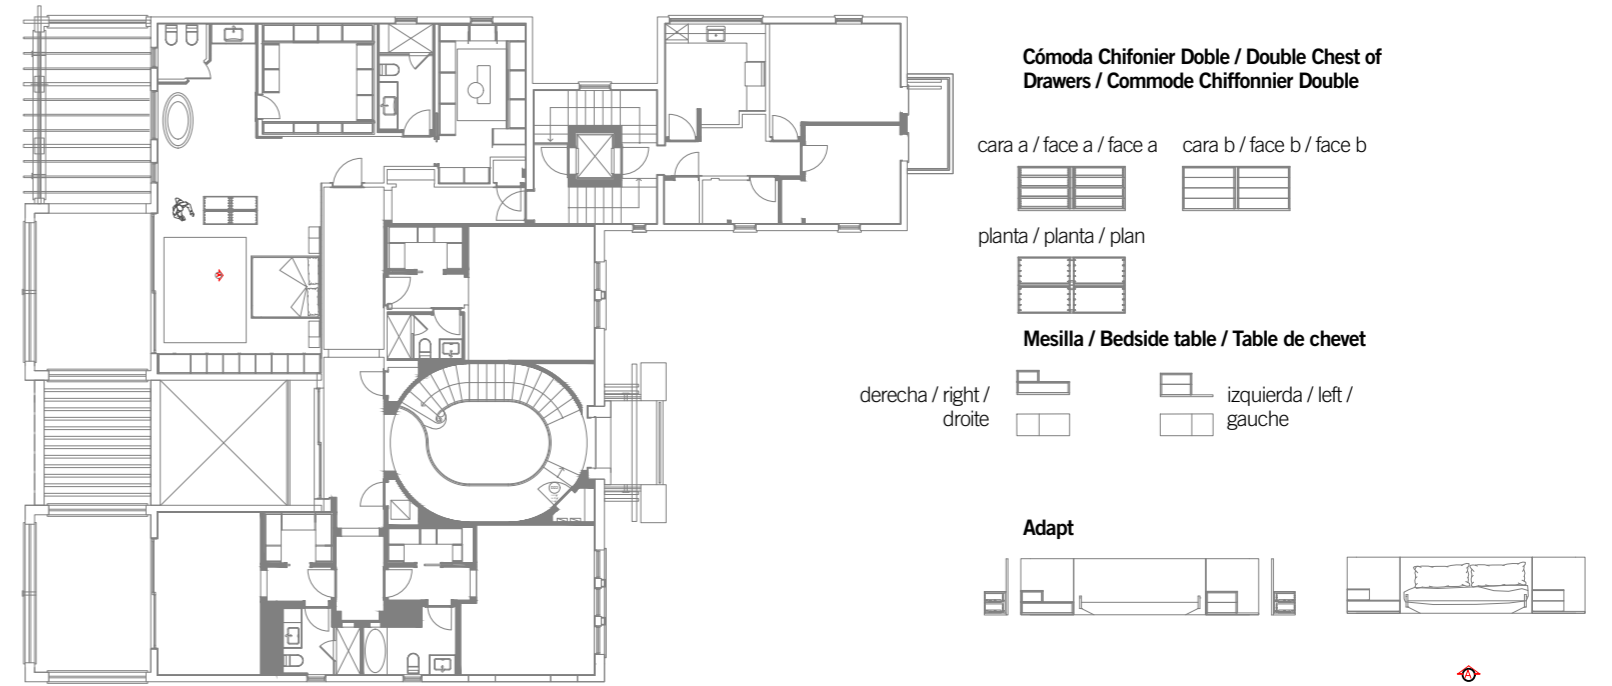 Cómoda Chifonier Doble / Double Chest of
Drawers / Commode Chiffonnier Double
cara a / face a / face a
cara b / face b / face b
planta / planta / plan
Mesilla / Bedside table / Table de chevet
derecha / right /
droite
izquierda / left /
gauche
Adapt
A